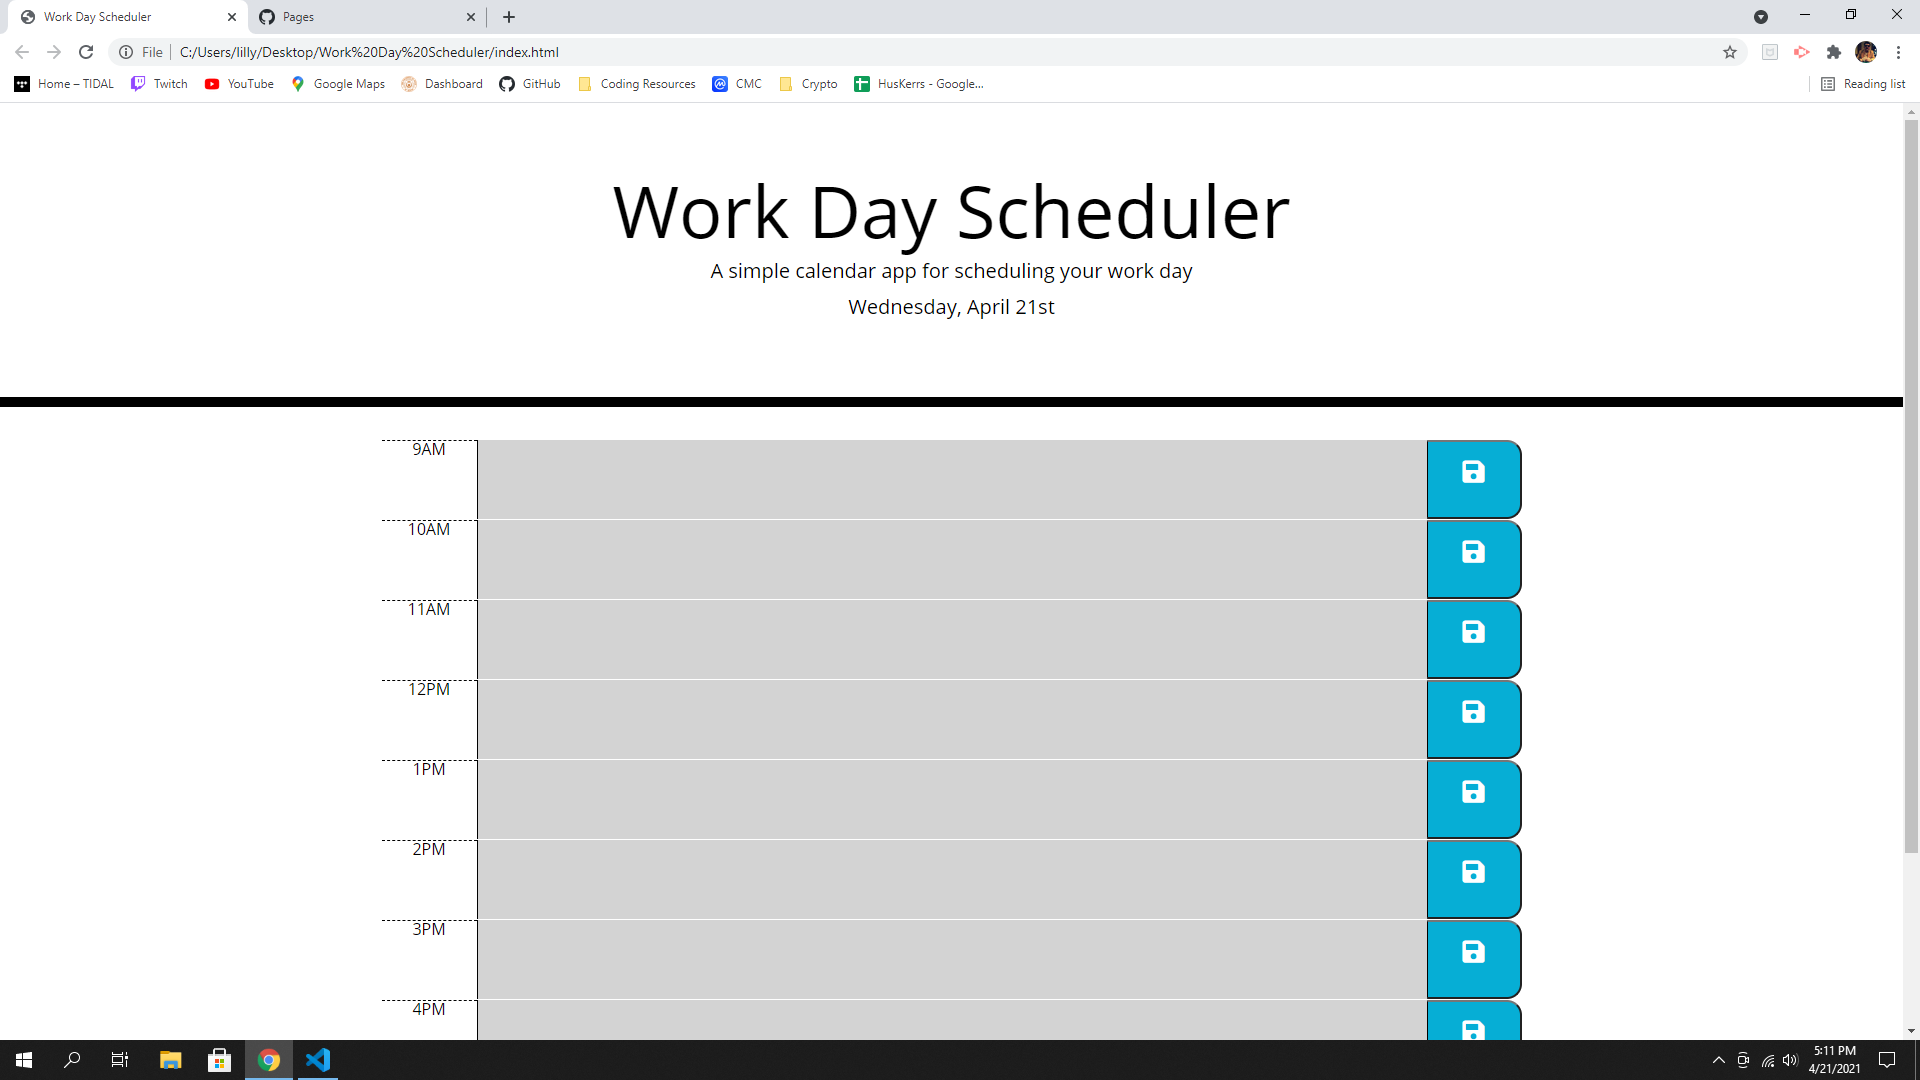 Work Day Scheduler
Pages
File
C:/Users/lilly/Desktop/Work%20Day%20Scheduler/index.html
Home – TIDAL
Twitch
YouTube
Google Maps
Dashboard
GitHub
Coding Resources
CMC
Crypto
HusKerrs - Google...
Reading list
Work Day Scheduler
A simple calendar app for scheduling your work day
Wednesday, April 21st
9AM
10AM
11AM
12PM
1PM
2PM
3PM
4PM
5:11 PM
4/21/2021